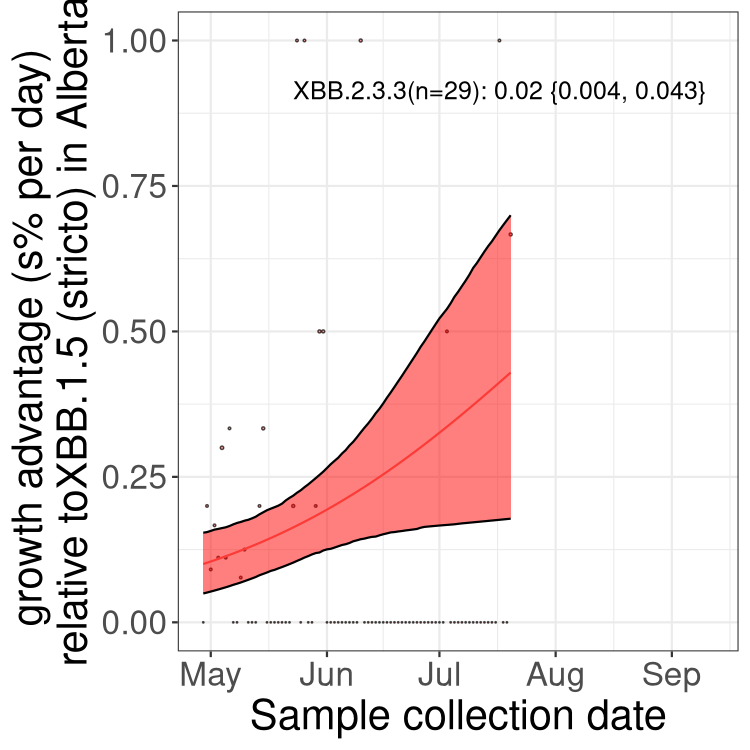 growth advantage (s% per day)
relative toXBB.1.5 (stricto) in Alberta
1.00
0.75
0.50
0.25
0.00
XBB.2.3.3(n=29): 0.02 {0.004, 0.043}
May Jun Jul Aug Sep
Sample collection date